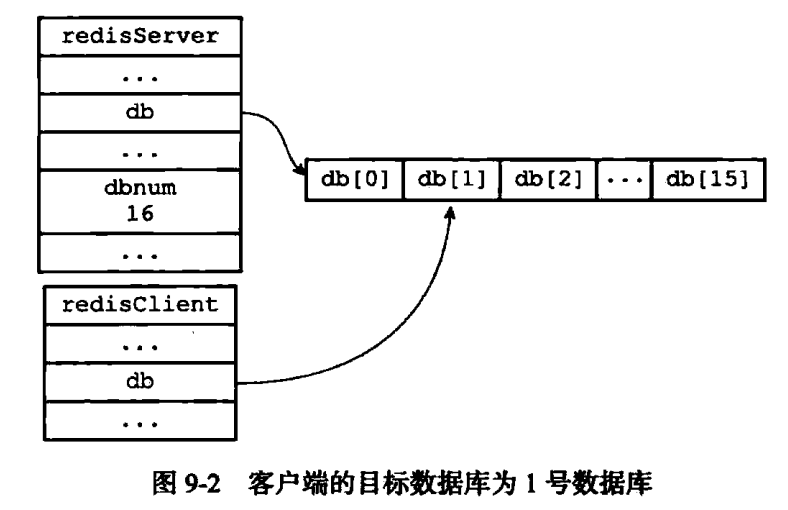 redisServer
...
db
...
dbnum
16
...
db[0] db[1] db[2] ... db[15]
redisClient
...
db
...
图 9-2 客户端的目标数据库为 1 号数据库